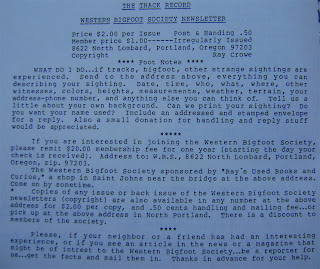 THE TRACK RECORD
WESTERN BIGFOOT SOCIETY NEWSLETTER
Price $2.00 per Issue Post & Handing .50
Member price $1.00------Irregularly Issued
8622 North Lombard, Portland, Oregon 97203
Copyright Ray Crowe
**** Foot Notes ****
WHAT DO I DO...if tracks, bigfoot, other strange sightings are
experienced. Send to the address above, everything you can
describing your sighting. Date, time, who, what, where, other
witnesses, colors, heights, measurements, weather, terrain, your
address-phone number, and anything else you can think of. Tell us a
little about your own background. Can we print your sighting? Do
you want your name used? Include an addressed and stamped envelope
for a reply. Also a small donation for handling and reply stuff
would be appreciated.
*****
If you are interested in joining the Western Bigfoot Society,
please remit $20.00 membership fee for one year (starting the day your
check is received). Address to: W.B.S., 8622 North Lombard, Portland,
Oregon, zip. 97203.
The Western Bigfoot Society sponsored by "Ray's Used Books and
Curios," a shop in Saint Johns near the bridge at the above address.
Come on by sometime.
Copies of any issue or back issue of the Western Bigfoot Society
newsletters (copyright) are also available in any number at the above
address for $2.00 per copy, and .50 cents handling and mailing fee...or
pick up at the above address in North Portland. There is a discount to
members of the society.
****
Please, if your neighbor or a friend has had an interesting
experience, or if you see an article in the news or a magazine that
might be of interest to the Western Bigfoot Society...be a reporter for
us...get the facts and mail them in. Thanks in advance for your help.